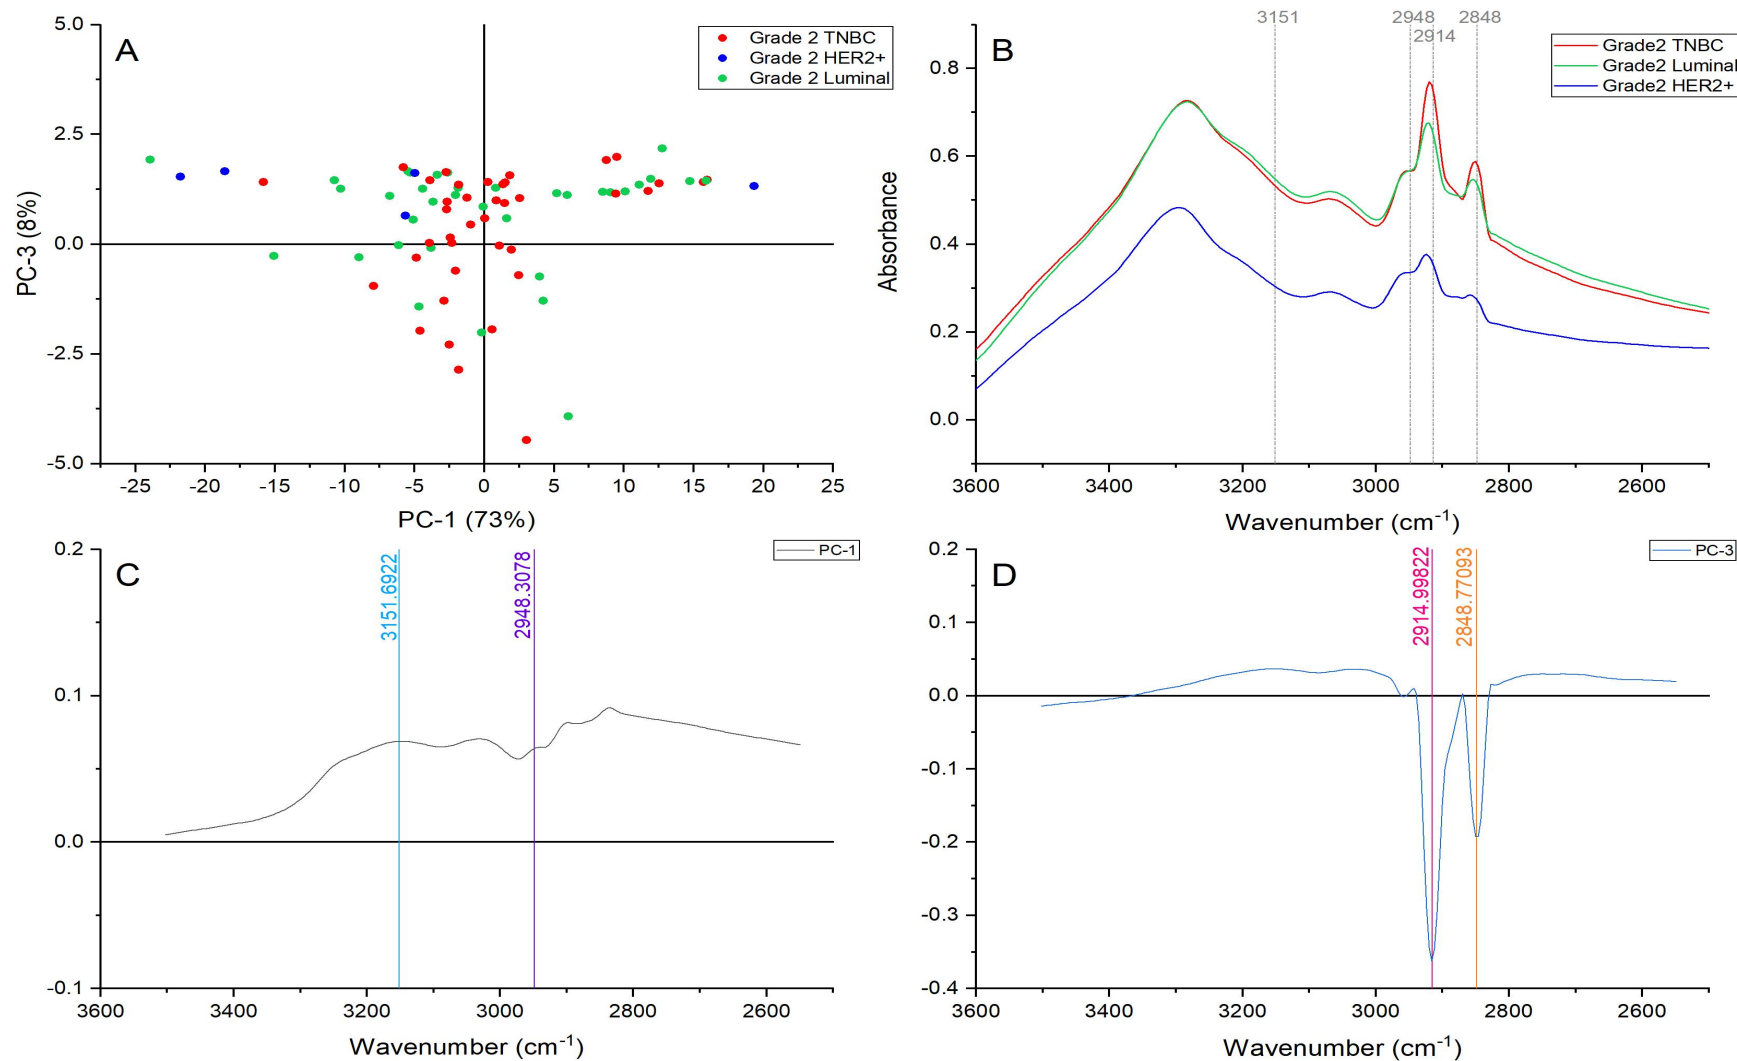 A
Grade 2 TNBC
Grade 2 HER2+
Grade 2 Luminal
5.0
2.5
0.0
-2.5
-5.0
PC-3 (8%)
-25 -20 -15 -10 -5 0 5 10 15 20 25
PC-1 (73%)
B
3151 2948 2848
2914
Grade2 TNBC
Grade2 Luminal
Grade2 HER2+
0.8
0.6
0.4
0.2
0.0
Absorbance
3600 3400 3200 3000 2800 2600
Wavenumber (cm⁻¹)
C
3151.6922
2948.3078
PC-1
0.2
0.1
0.0
-0.1
3600 3400 3200 3000 2800 2600
Wavenumber (cm⁻¹)
D
2914.99822
2848.77093
PC-3
0.2
0.1
0.0
-0.1
-0.2
-0.3
-0.4
3600 3400 3200 3000 2800 2600
Wavenumber (cm⁻¹)